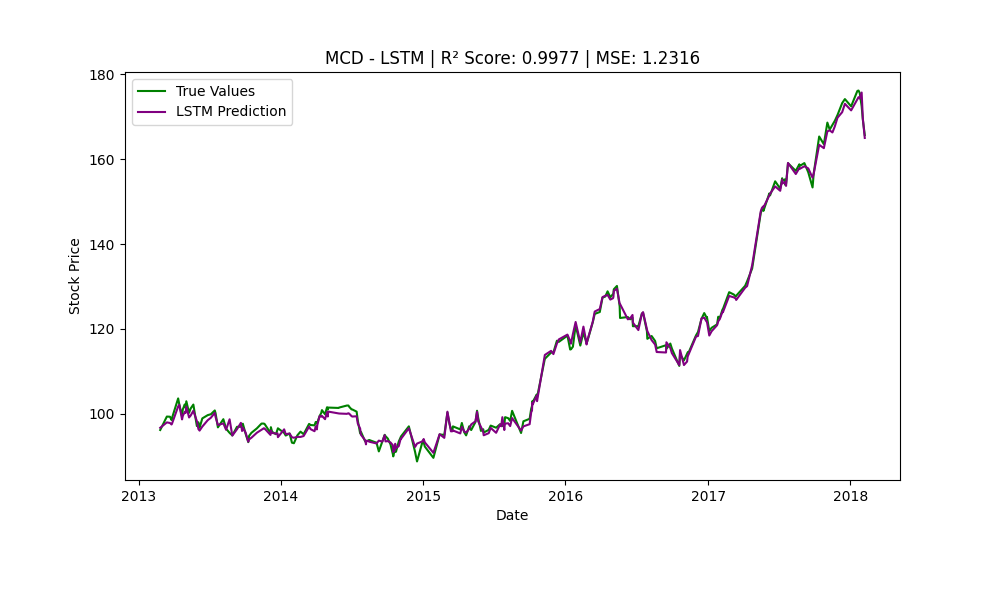 MCD - LSTM | R² Score: 0.9977 | MSE: 1.2316
True Values
LSTM Prediction
180
160
140
120
100
Stock Price
2013 2014 2015 2016 2017 2018
Date